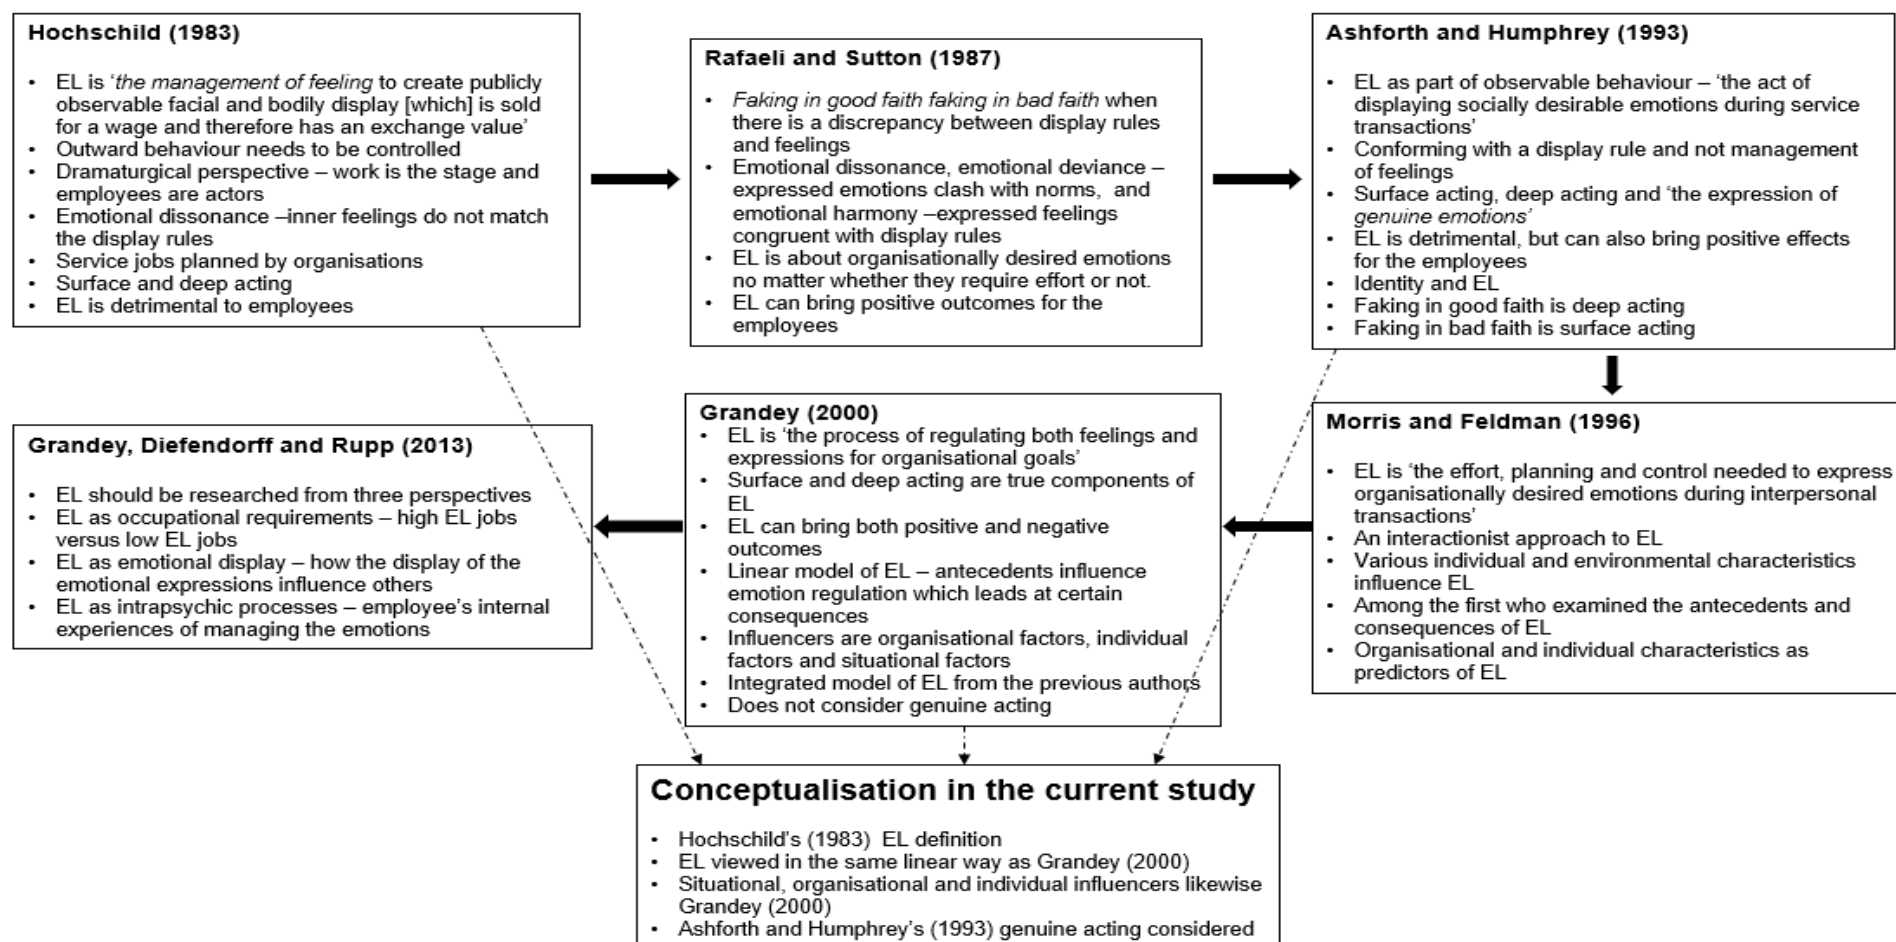 Hochschild (1983)
• EL is ‘the management of feeling to create publicly
observable facial and bodily display [which] is sold
for a wage and therefore has an exchange value’
• Outward behaviour needs to be controlled
• Dramaturgical perspective – work is the stage and
employees are actors
• Emotional dissonance –inner feelings do not match
the display rules
• Service jobs planned by organisations
• Surface and deep acting
• EL is detrimental to employees
Rafaeli and Sutton (1987)
• Faking in good faith faking in bad faith when
there is a discrepancy between display rules
and feelings
• Emotional dissonance, emotional deviance –
expressed emotions clash with norms, and
emotional harmony –expressed feelings
congruent with display rules
• EL is about organisationally desired emotions
no matter whether they require effort or not.
• EL can bring positive outcomes for the
employees
Ashforth and Humphrey (1993)
• EL as part of observable behaviour – ‘the act of
displaying socially desirable emotions during service
transactions’
• Conforming with a display rule and not management
of feelings
• Surface acting, deep acting and ‘the expression of
genuine emotions’
• EL is detrimental, but can also bring positive effects
for the employees
• Identity and EL
• Faking in good faith is deep acting
• Faking in bad faith is surface acting
Morris and Feldman (1996)
• EL is ‘the effort, planning and control needed to express
organisationally desired emotions during interpersonal
transactions’
• An interactionist approach to EL
• Various individual and environmental characteristics
influence EL
• Among the first who examined the antecedents and
consequences of EL
• Organisational and individual characteristics as
predictors of EL
Grandey (2000)
• EL is ‘the process of regulating both feelings and
expressions for organisational goals’
• Surface and deep acting are true components of
EL
• EL can bring both positive and negative
outcomes
• Linear model of EL – antecedents influence
emotion regulation which leads at certain
consequences
• Influencers are organisational factors, individual
factors and situational factors
• Integrated model of EL from the previous authors
• Does not consider genuine acting
Grandey, Diefendorff and Rupp (2013)
• EL should be researched from three perspectives
• EL as occupational requirements – high EL jobs
versus low EL jobs
• EL as emotional display – how the display of the
emotional expressions influence others
• EL as intrapsychic processes – employee’s internal
experiences of managing the emotions
Conceptualisation in the current study
• Hochschild’s (1983) EL definition
• EL viewed in the same linear way as Grandey (2000)
• Situational, organisational and individual influencers likewise
Grandey (2000)
• Ashforth and Humphrey’s (1993) genuine acting considered